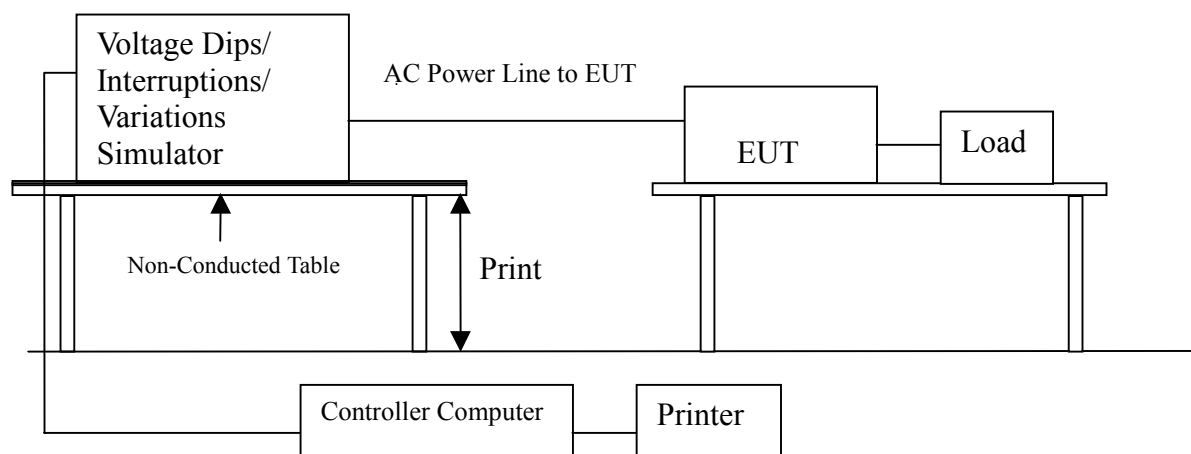 Voltage Dips/
Interruptions/
Variations
Simulator
AC Power Line to EUT
EUT
Load
Non-Conducted Table
Print
Controller Computer
Printer